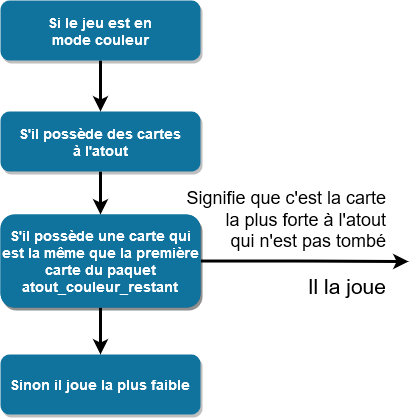 Si le jeu est en
mode couleur
S'il possède des cartes
à l'atout
Signifie que c'est la carte
la plus forte à l'atout
qui n'est pas tombé
S'il possède une carte qui
est la même que la première
carte du paquet
atout_couleur_restant
Il la joue
Sinon il joue la plus faible